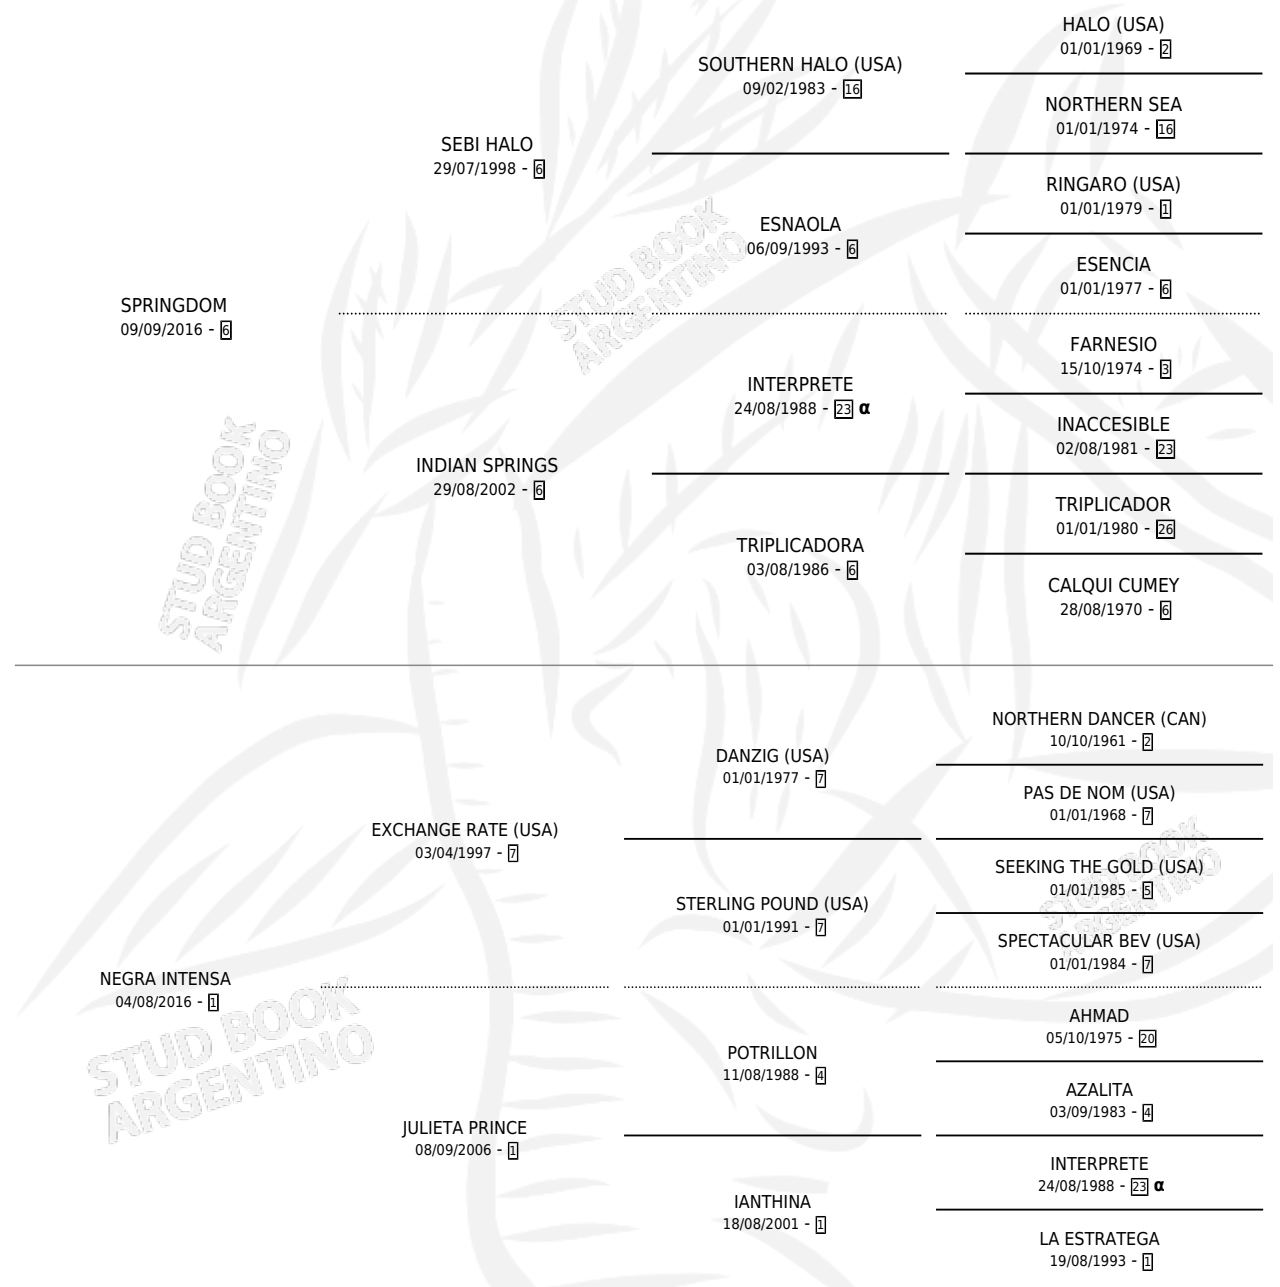 HALO (USA)
01/01/1969 - 2
SOUTHERN HALO (USA)
09/02/1983 - 16
NORTHERN SEA
01/01/1974 - 16
SEBI HALO
29/07/1998 - 6
RINGARO (USA)
01/01/1979 - 1
ESNAOLA
06/09/1993 - 6
ESENCIA
01/01/1977 - 6
SPRINGDOM
09/09/2016 - 6
FARNESIO
15/10/1974 - 3
INTERPRETE
24/08/1988 - 23 α
INACCESIBLE
02/08/1981 - 23
INDIAN SPRINGS
29/08/2002 - 6
TRIPLICADOR
01/01/1980 - 26
TRIPLICADORA
03/08/1986 - 6
CALQUI CUMEY
28/08/1970 - 6
STUD BOOK
ARGENTINO
STUD BOOK
ARGENTINO
NORTHERN DANCER (CAN)
10/10/1961 - 2
DANZIG (USA)
01/01/1977 - 7
PAS DE NOM (USA)
01/01/1968 - 7
EXCHANGE RATE (USA)
03/04/1997 - 7
SEEKING THE GOLD (USA)
01/01/1985 - 5
STERLING POUND (USA)
01/01/1991 - 7
SPECTACULAR BEV (USA)
01/01/1984 - 7
NEGRA INTENSA
04/08/2016 - 1
AHMAD
05/10/1975 - 20
POTRILLON
11/08/1988 - 4
AZALITA
03/09/1983 - 4
JULIETA PRINCE
08/09/2006 - 1
INTERPRETE
24/08/1988 - 23 α
IANTHINA
18/08/2001 - 1
LA ESTRATEGA
19/08/1993 - 1
STUD BOOK
ARGENTINO
STUD BOOK
ARGENTINO